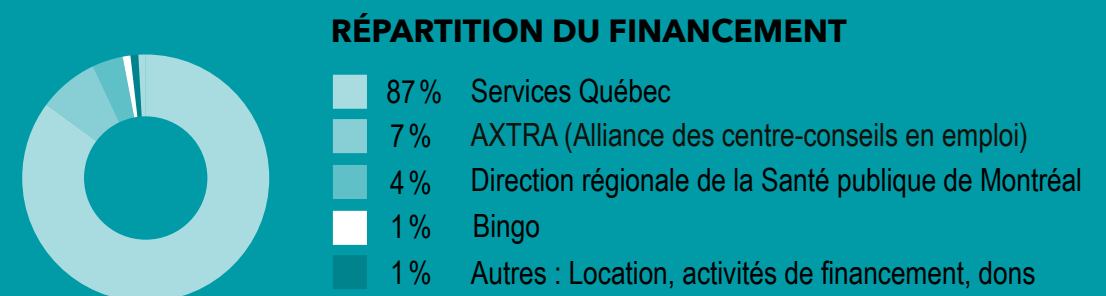 RÉPARTITION DU FINANCEMENT
87 % Services Québec
7 % AXTRA (Alliance des centre-conseils en emploi)
4 % Direction régionale de la Santé publique de Montréal
1 % Bingo
1 % Autres : Location, activités de financement, dons